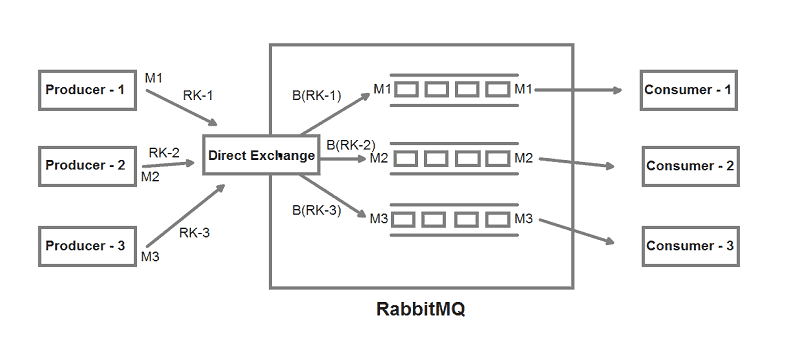 Producer - 1
M1
RK-1
Producer - 2
RK-2
M2
Producer - 3
RK-3
M3
Direct Exchange
B(RK-1)
B(RK-2)
B(RK-3)
M1
M1
M2
M2
M3
M3
Consumer - 1
Consumer - 2
Consumer - 3
RabbitMQ